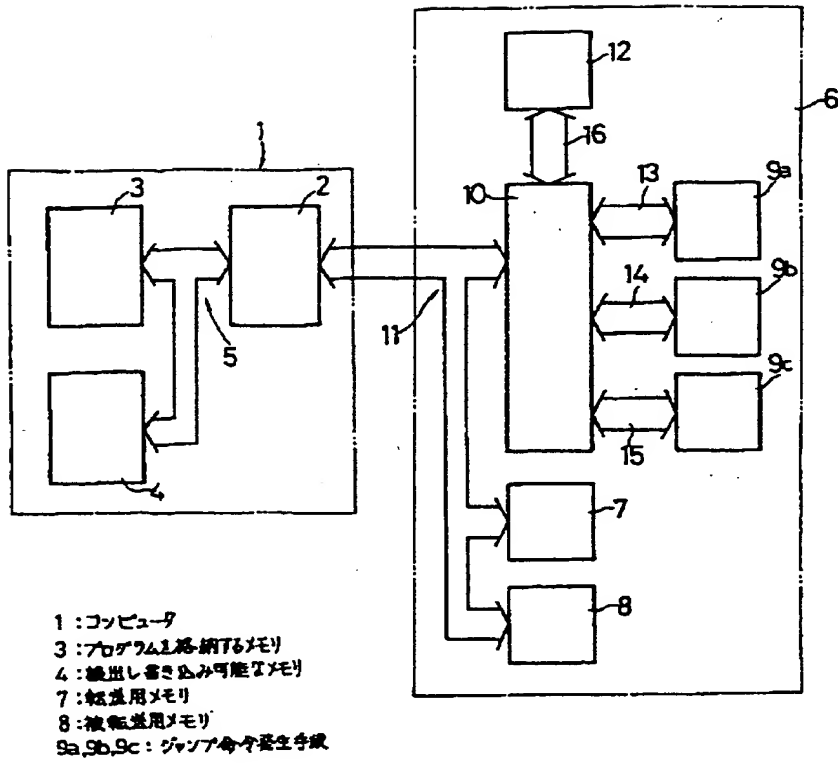 12
6
1
16
3
2
10
13
9a
14
9b
5
11
9c
15
4
7
8
1:コンピュータ
3:プログラムを格納するメモリ
4:読出し書き込み可能なメモリ
7:転送用メモリ
8:被転送用メモリ
9a,9b,9c:ジャンプ命令発生手段